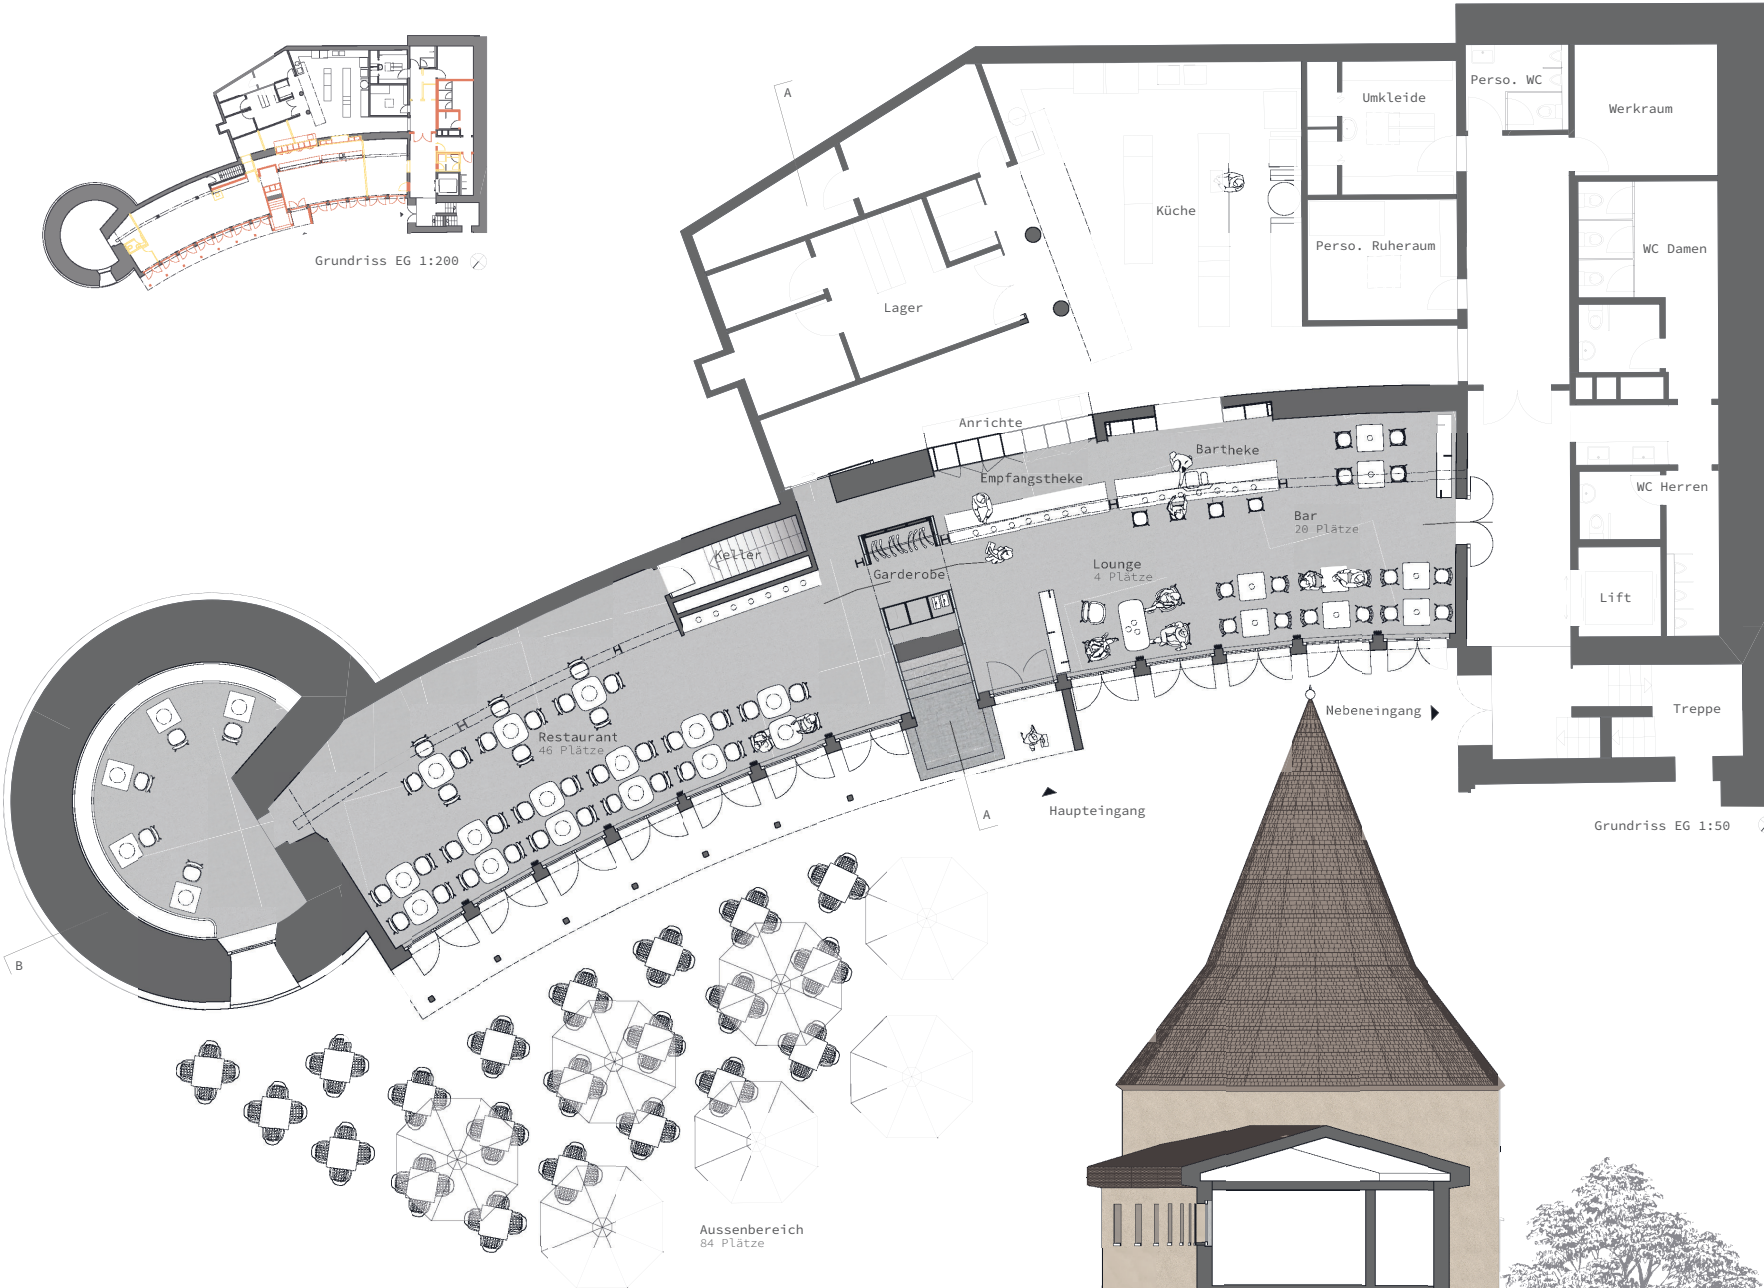 Grundriss EG 1:200
A
Perso. WC
Umkleide
Werkraum
Küche
Perso. Ruheraum
WC Damen
Lager
Anrichte
Bartheke
Empfangstheke
WC Herren
Bar
20 Plätze
Keller
Garderobe
Lounge
4 Plätze
Lift
Restaurant
46 Plätze
Nebeneingang
Treppe
A
Haupteingang
Grundriss EG 1:50
B
Aussenbereich
84 Plätze